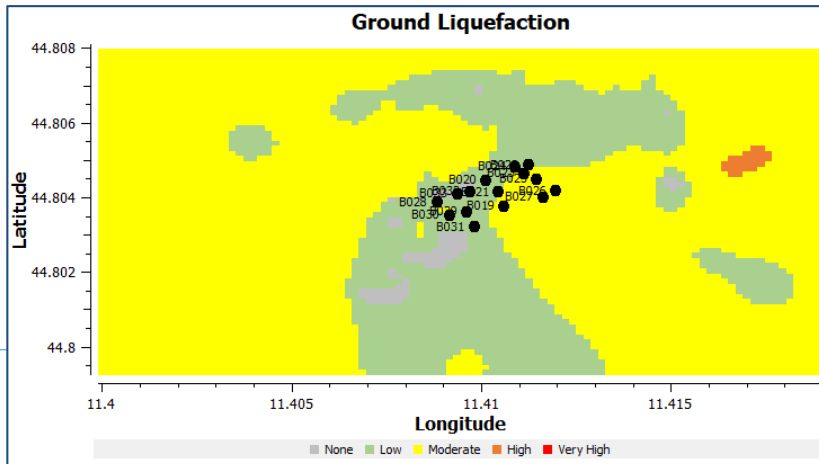 Ground Liquefaction
44.808
44.806
44.804
44.802
44.8
Latitude
B020
B026
B021
B027
B028
B019
B030
B031
11.4
11.405
11.41
11.415
Longitude
None Low Moderate High Very High